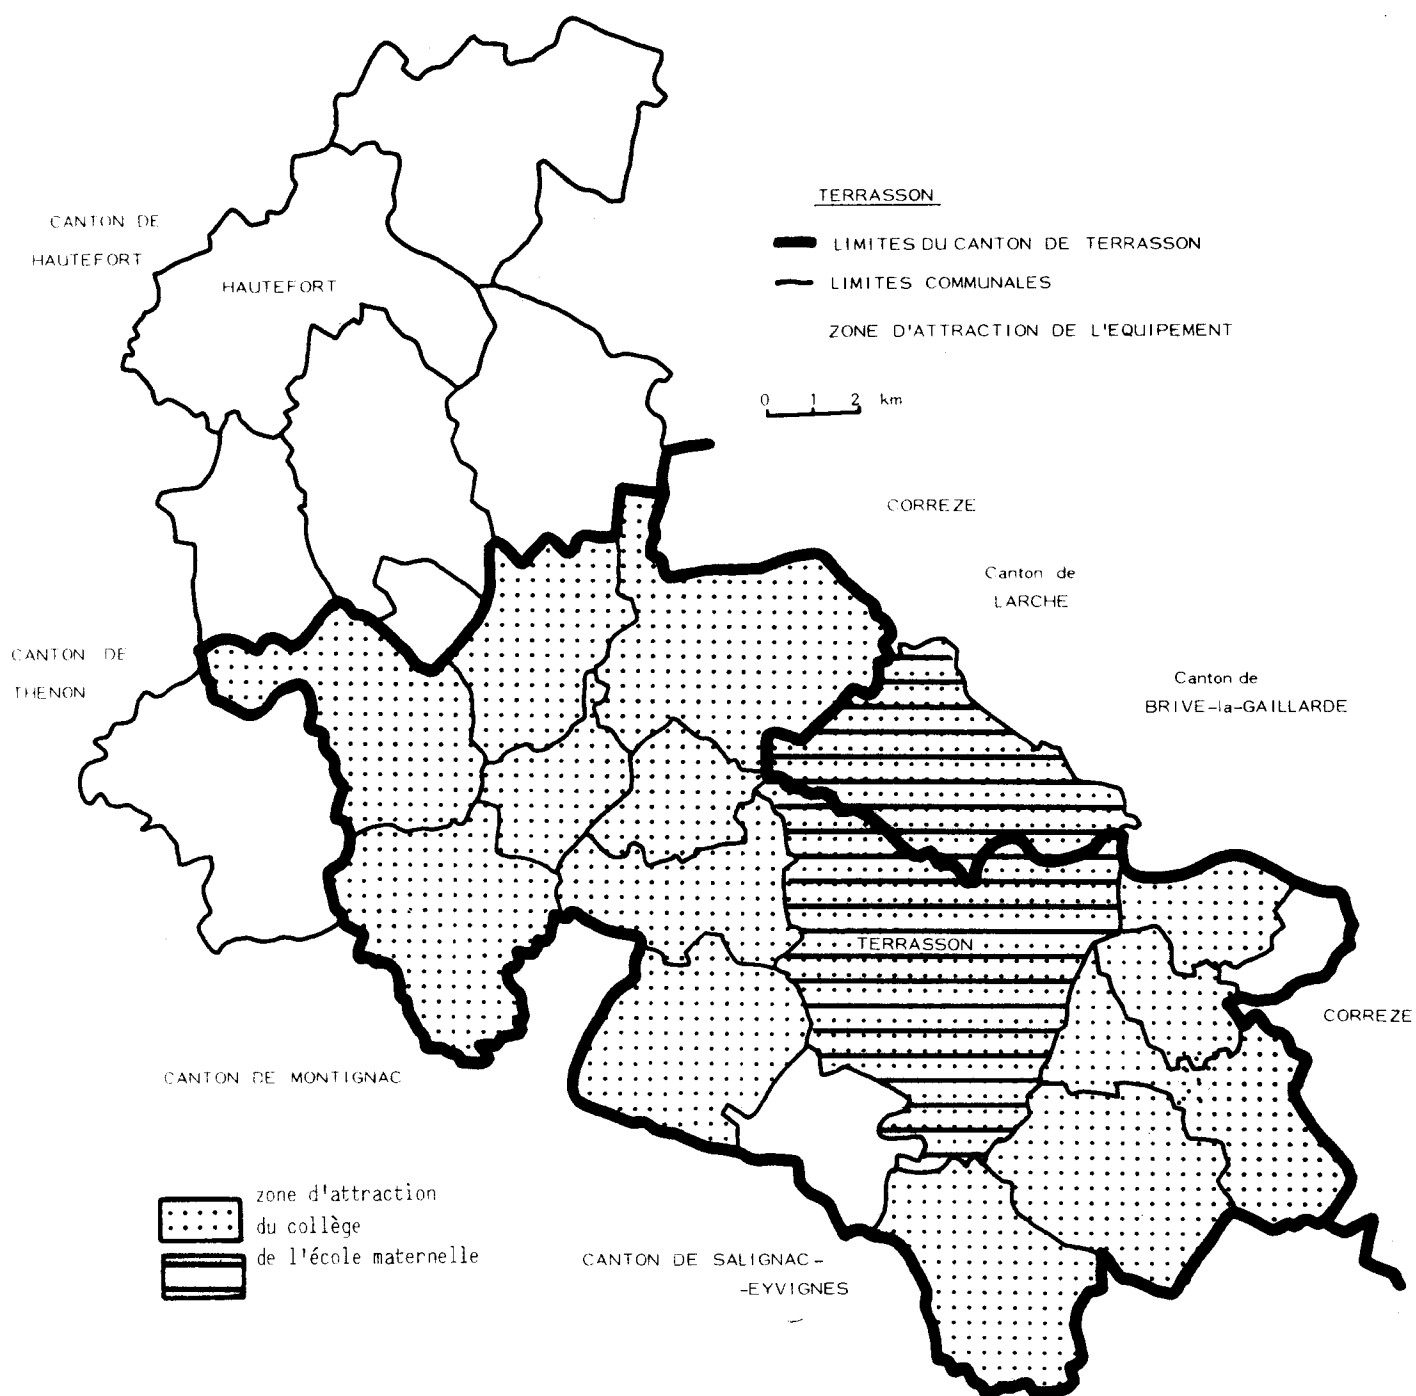 TERRASSON
LIMITES DU CANTON DE TERRASSON
LIMITES COMMUNALES
ZONE D'ATTRACTION DE L'EQUIPEMENT
0 1 2 km
CANTON DE
HAUTEFORT
HAUTEFORT
CORREZE
Canton de
LARCHE
CANTON DE
THENON
Canton de
BRIVE-la-GAILLARDE
TERRASSON
CORREZE
CANTON DE MONTIGNAC
zone d'attraction
du collège
de l'école maternelle
CANTON DE SALIGNAC-
-EYVIGNES